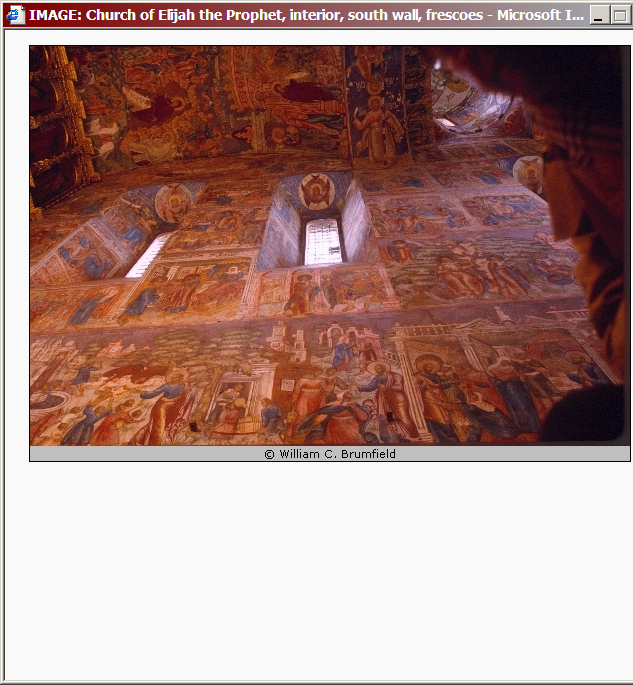 IMAGE: Church of Elijah the Prophet, interior, south wall, frescoes - Microsoft I...
© William C. Brumfield